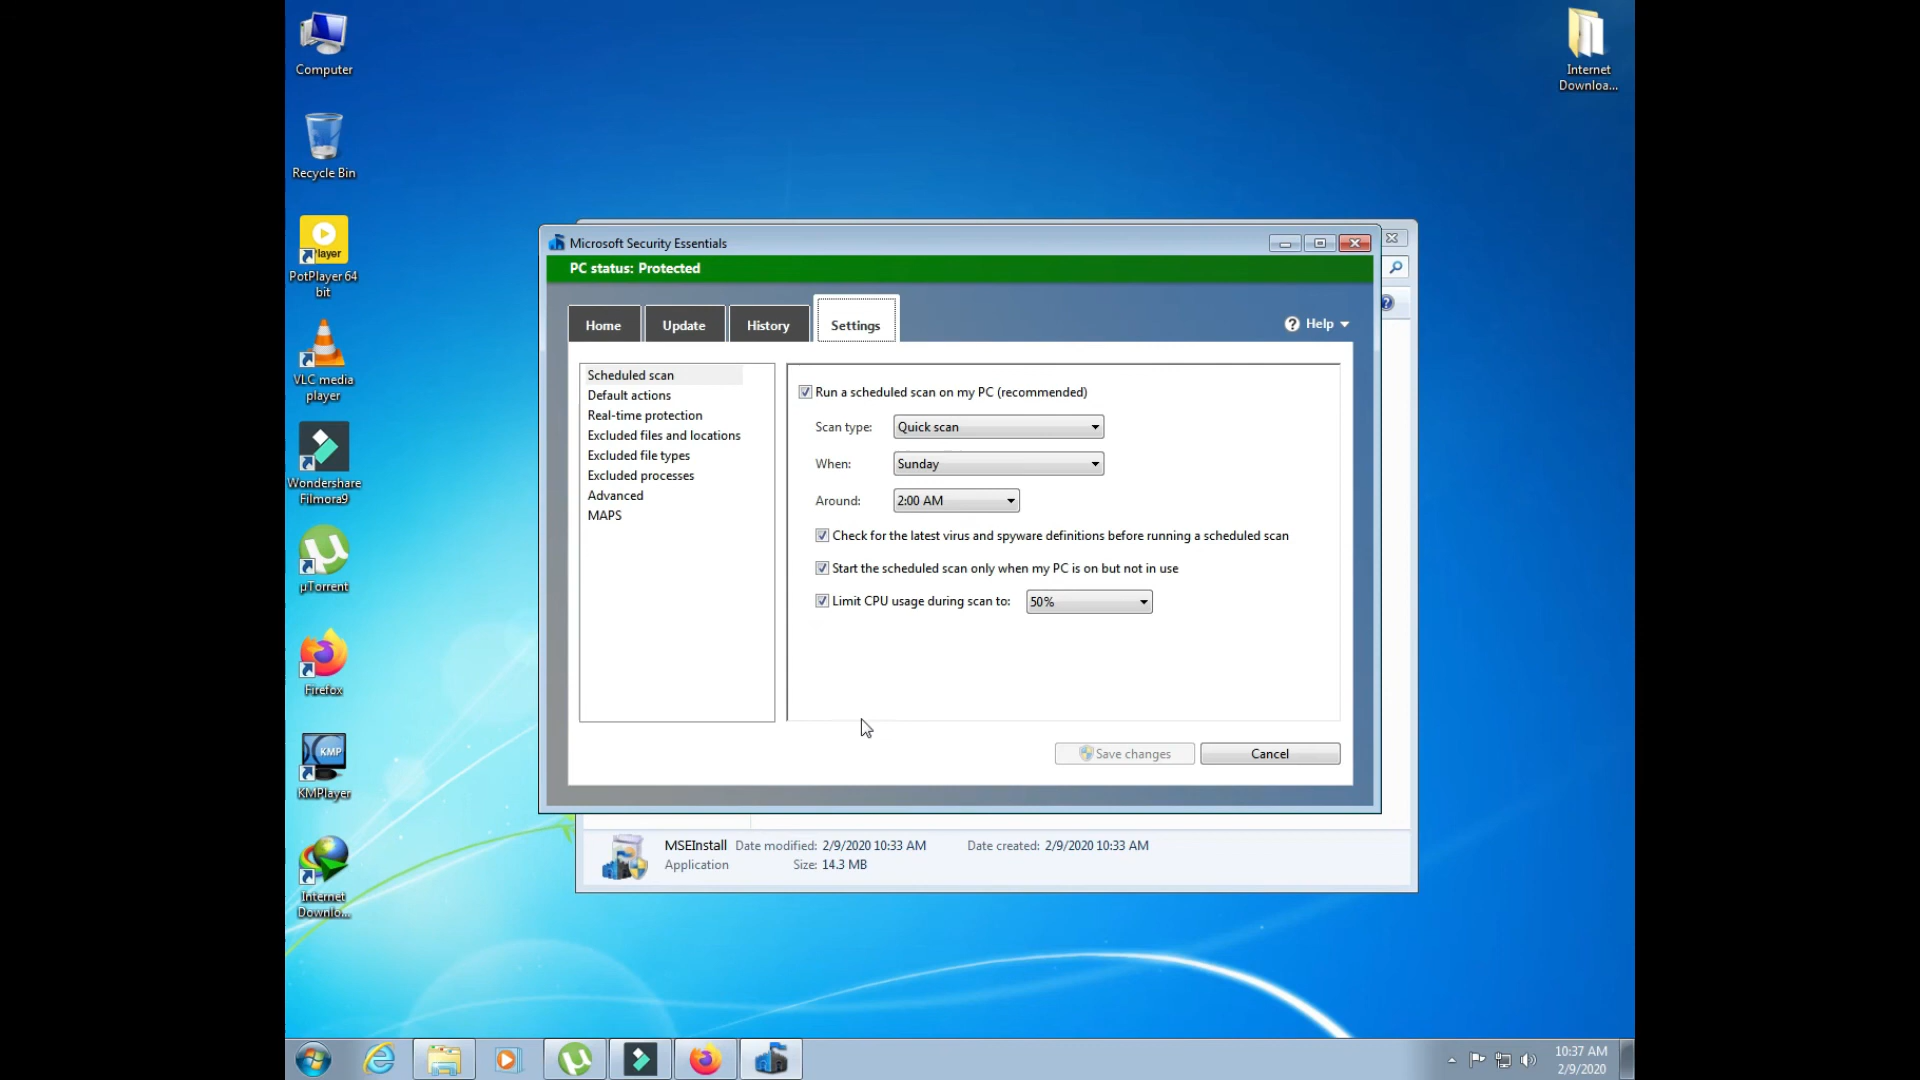 Computer
Recycle Bin
Player
PotPlayer 64
bit
VLC media
player
Wondershare
Filmora9
µTorrent
Firefox
KMP
KMPlayer
Internet
Downlo...
Internet
Downloa...
Microsoft Security Essentials
PC status: Protected
Home
Update
History
Settings
Help
Scheduled scan
Default actions
Real-time protection
Excluded files and locations
Excluded file types
Excluded processes
Advanced
MAPS
Run a scheduled scan on my PC (recommended)
Scan type: Quick scan
When: Sunday
Around: 2:00 AM
Check for the latest virus and spyware definitions before running a scheduled scan
Start the scheduled scan only when my PC is on but not in use
Limit CPU usage during scan to: 50%
Save changes
Cancel
MSEInstall Date modified: 2/9/2020 10:33 AM Date created: 2/9/2020 10:33 AM
Application Size: 14.3 MB
10:37 AM
2/9/2020